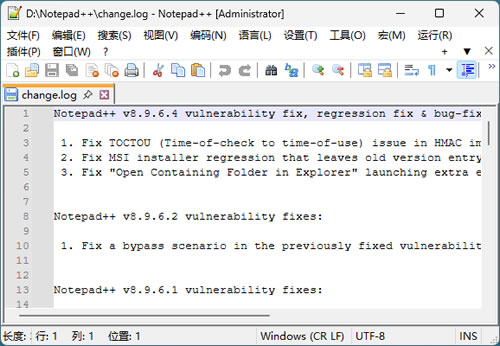 D:\Notepad++\change.log - Notepad++ [Administrator]
文件(F) 编辑(E) 搜索(S) 视图(V) 编码(N) 语言(L) 设置(T) 工具(O) 宏(M) 运行(R)
插件(P) 窗口(W) ?
change.log
1 Notepad++ v8.9.6.4 vulnerability fix, regression fix & bug-fix
2
3 1. Fix TOCTOU (Time-of-check to time-of-use) issue in HMAC im
4 2. Fix MSI installer regression that leaves old version entry
5 3. Fix "Open Containing Folder in Explorer" launching extra e
6
7
8 Notepad++ v8.9.6.2 vulnerability fixes:
9
10 1. Fix a bypass scenario in the previously fixed vulnerabilit
11
12
13 Notepad++ v8.9.6.1 vulnerability fixes:
14
长度: 行: 1 列: 1 位置: 1 Windows (CR LF) UTF-8 INS